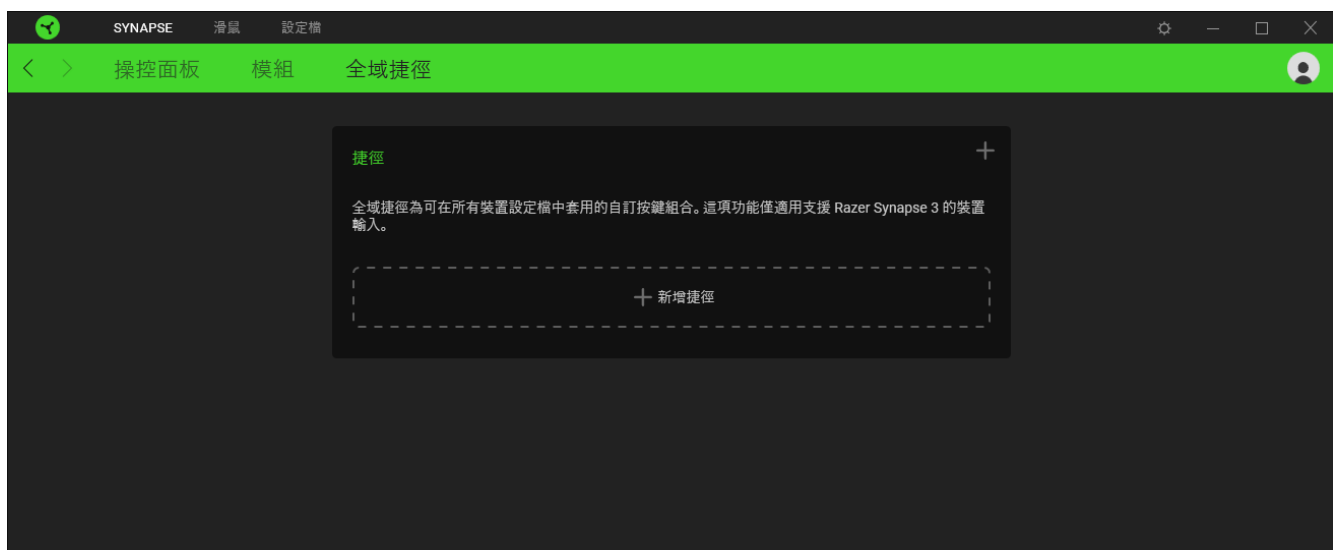 SYNAPSE 滑鼠 設定檔
操控面板 模組 全域捷徑
捷徑
全域捷徑為可在所有裝置設定檔中套用的自訂按鍵組合。這項功能僅適用支援 Razer Synapse 3 的裝置
輸入。
新增捷徑